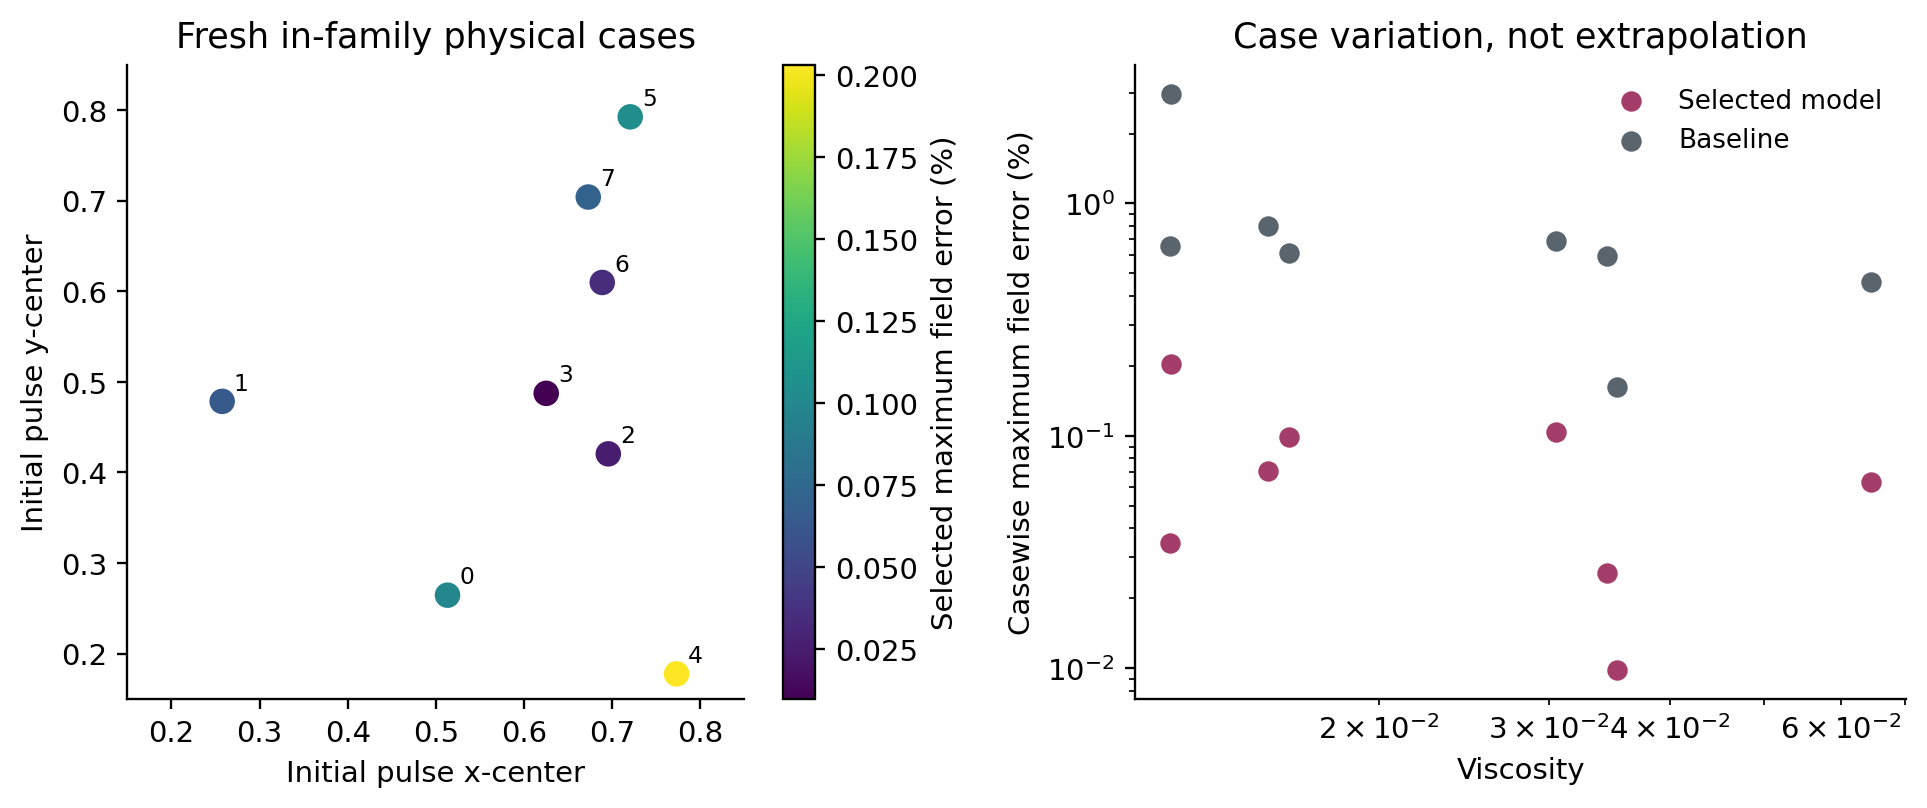 Fresh in-family physical cases
0.8
0.7
0.6
0.5
0.4
0.3
0.2
Initial pulse y-center
5
7
6
3
1
2
0
4
0.2 0.3 0.4 0.5 0.6 0.7 0.8
Initial pulse x-center
0.200
0.175
0.150
0.125
0.100
0.075
0.050
0.025
Selected maximum field error (%)
Case variation, not extrapolation
Selected model
Baseline
10⁰
10⁻¹
10⁻²
Casewise maximum field error (%)
2 × 10⁻² 3 × 10⁻² 4 × 10⁻² 6 × 10⁻²
Viscosity